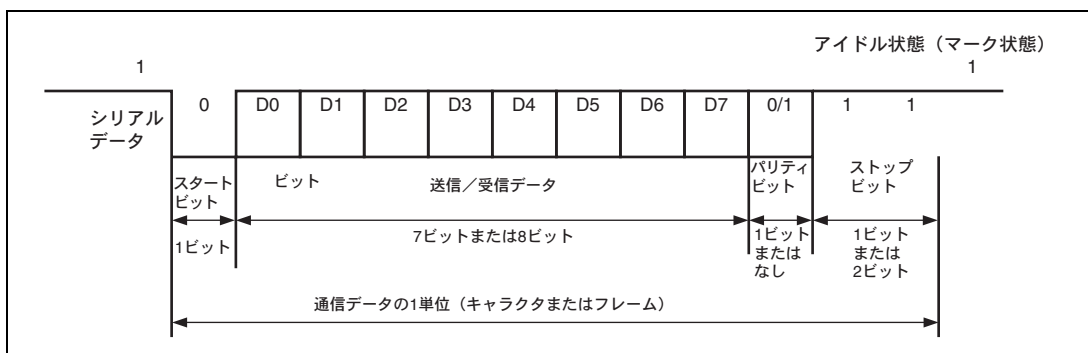 アイドル状態（マーク状態）
1 1
シリアル
データ
0 D0 D1 D2 D3 D4 D5 D6 D7 0/1 1 1
スタート
ビット
ビット
送信／受信データ
パリティ
ビット
ストップ
ビット
1ビット
7ビットまたは8ビット
1ビット
または
なし
1ビット
または
2ビット
通信データの1単位（キャラクタまたはフレーム）